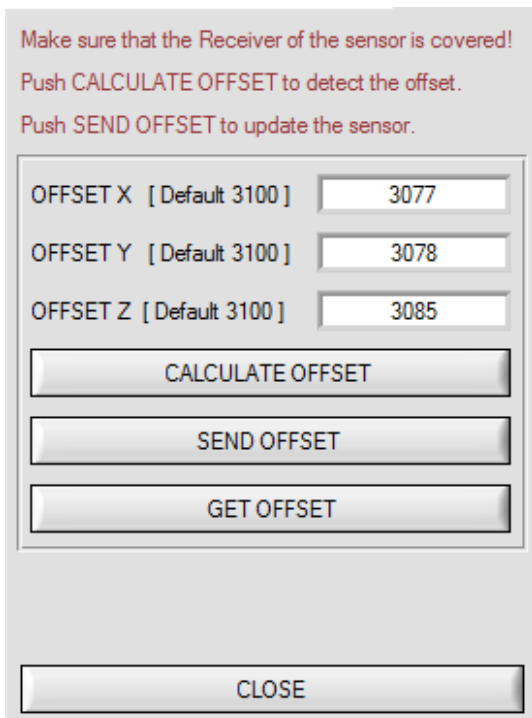 Make sure that the Receiver of the sensor is covered!
Push CALCULATE OFFSET to detect the offset.
Push SEND OFFSET to update the sensor.
OFFSET X [ Default 3100 ] 3077
OFFSET Y [ Default 3100 ] 3078
OFFSET Z [ Default 3100 ] 3085
CALCULATE OFFSET
SEND OFFSET
GET OFFSET
CLOSE